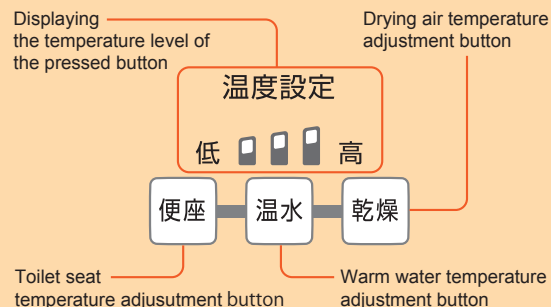 Displaying
the temperature level of
the pressed button
Drying air temperature
adjustment button
温度設定
低 高
便座 温水 乾燥
Toilet seat
temperature adjusutment button
Warm water temperature
adjustment button